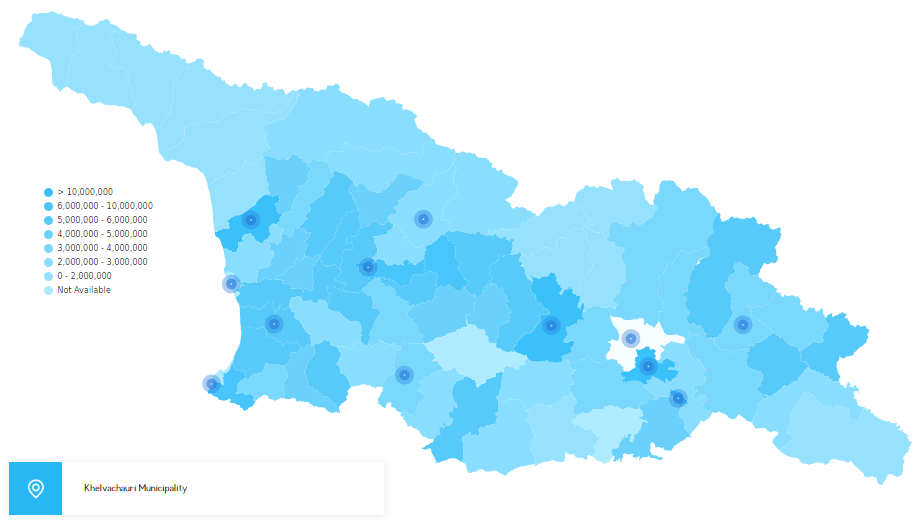 > 10,000,000
6,000,000 - 10,000,000
5,000,000 - 6,000,000
4,000,000 - 5,000,000
3,000,000 - 4,000,000
2,000,000 - 3,000,000
0 - 2,000,000
Not Available
Khelvachauri Municipality